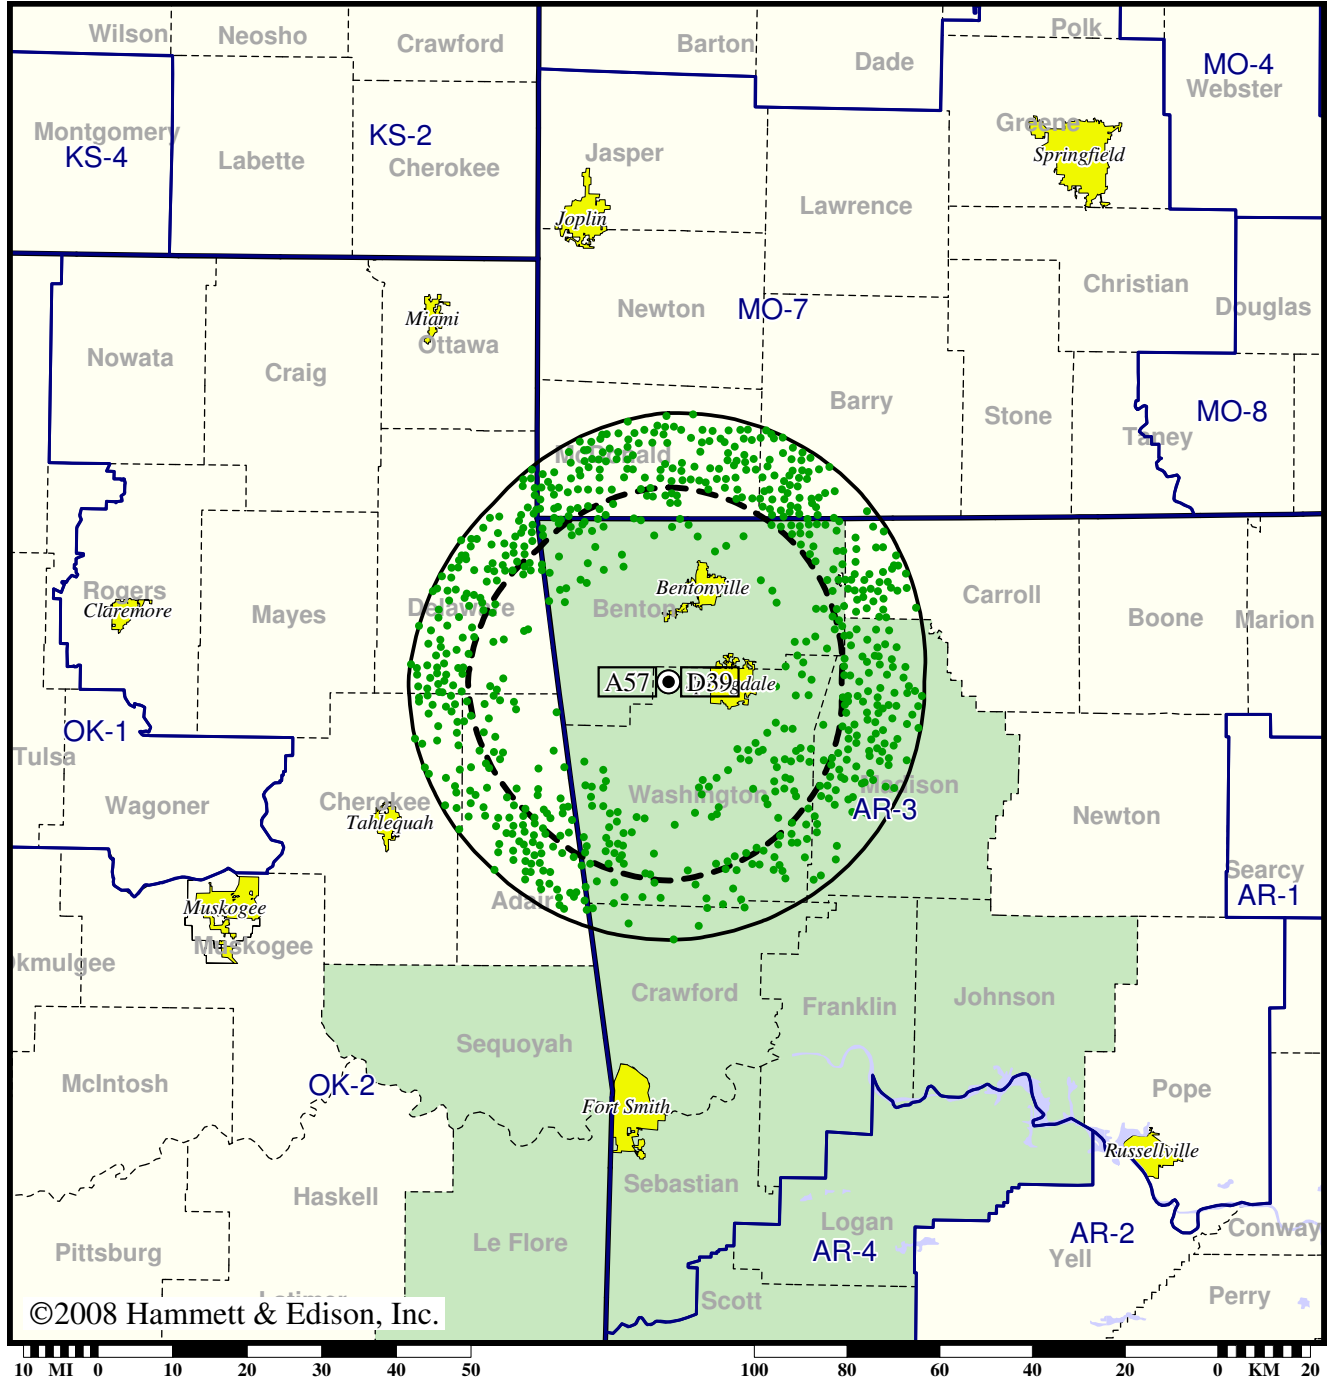 Wilson
Neosho
Crawford
Barton
Dade
Polk
MO-4
Webster
Montgomery
KS-4
Labette
KS-2
Cherokee
Jasper
Joplin
Greene
Springfield
Lawrence
Christian
Douglas
Newton
MO-7
Miami
Ottawa
Nowata
Craig
Barry
Stone
MO-8
Taney
McDonald
Rogers
Claremore
Mayes
Delaware
Benton
Bentonville
Carroll
Boone
Marion
A57
D39
OK-1
Tulsa
Wagoner
Cherokee
Tahlequah
Washington
Madison
AR-3
Newton
Searcy
AR-1
Muskogee
Muskogee
Adair
Crawford
Franklin
Johnson
Sequoyah
McIntosh
OK-2
Fort Smith
Pope
Russellville
Haskell
Sebastian
Logan
AR-4
AR-2
Yell
Conway
Pittsburg
Le Flore
Scott
Perry
©2008 Hammett & Edison, Inc.
10 MI 0 10 20 30 40 50 100 80 60 40 20 0 KM 20